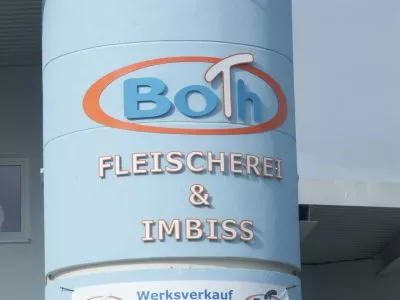 BoTh
FLEISCHEREI
&
IMBISS
Werksverkauf